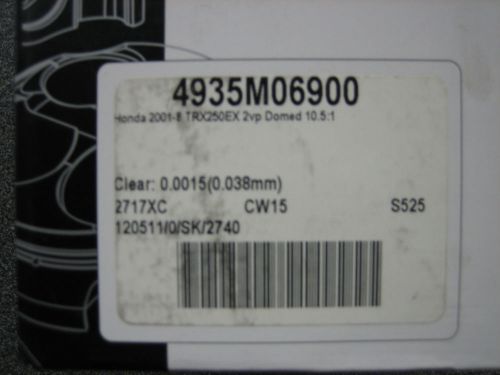 4935M06900
Honda 2001-8 TRX250EX 2vp Domed 10.5:1
Clear: 0.0015(0.038mm)
2717XC CW15 S525
120511/0/SK/2740